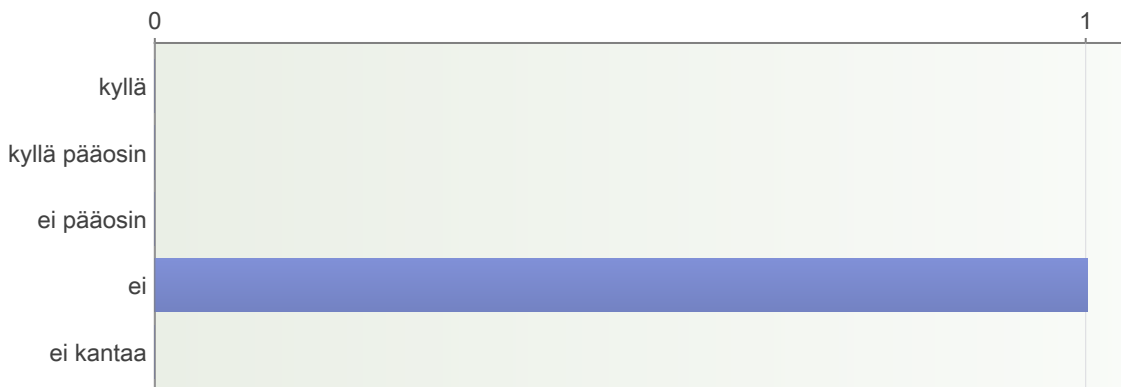 0 1
kyllä
kyllä pääosin
ei pääosin
ei
ei kantaa